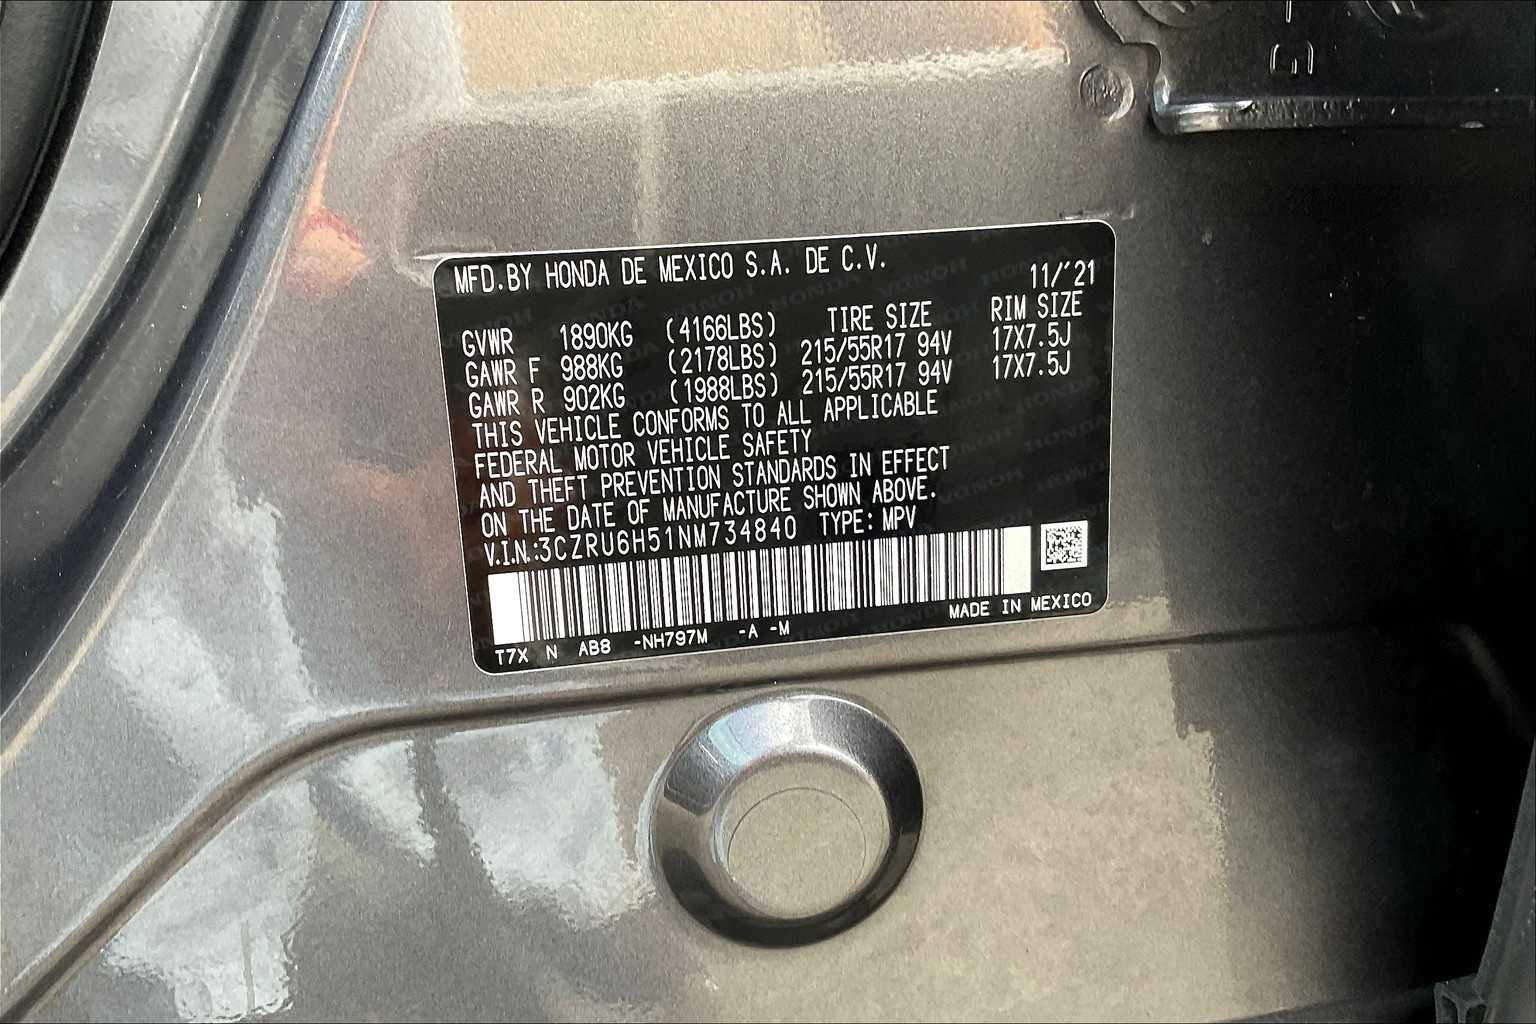 MFD.BY HONDA DE MEXICO S.A. DE C.V.
11/'21
TIRE SIZE RIM SIZE
GVWR 1890KG (4166LBS)
GAWR F 988KG (2178LBS) 215/55R17 94V 17X7.5J
GAWR R 902KG (1988LBS) 215/55R17 94V 17X7.5J
THIS VEHICLE CONFORMS TO ALL APPLICABLE
FEDERAL MOTOR VEHICLE SAFETY
AND THEFT PREVENTION STANDARDS IN EFFECT
ON THE DATE OF MANUFACTURE SHOWN ABOVE.
V.I.N.:3CZRU6H51NM734840 TYPE: MPV
MADE IN MEXICO
T7X N AB8 -NH797M -A -M